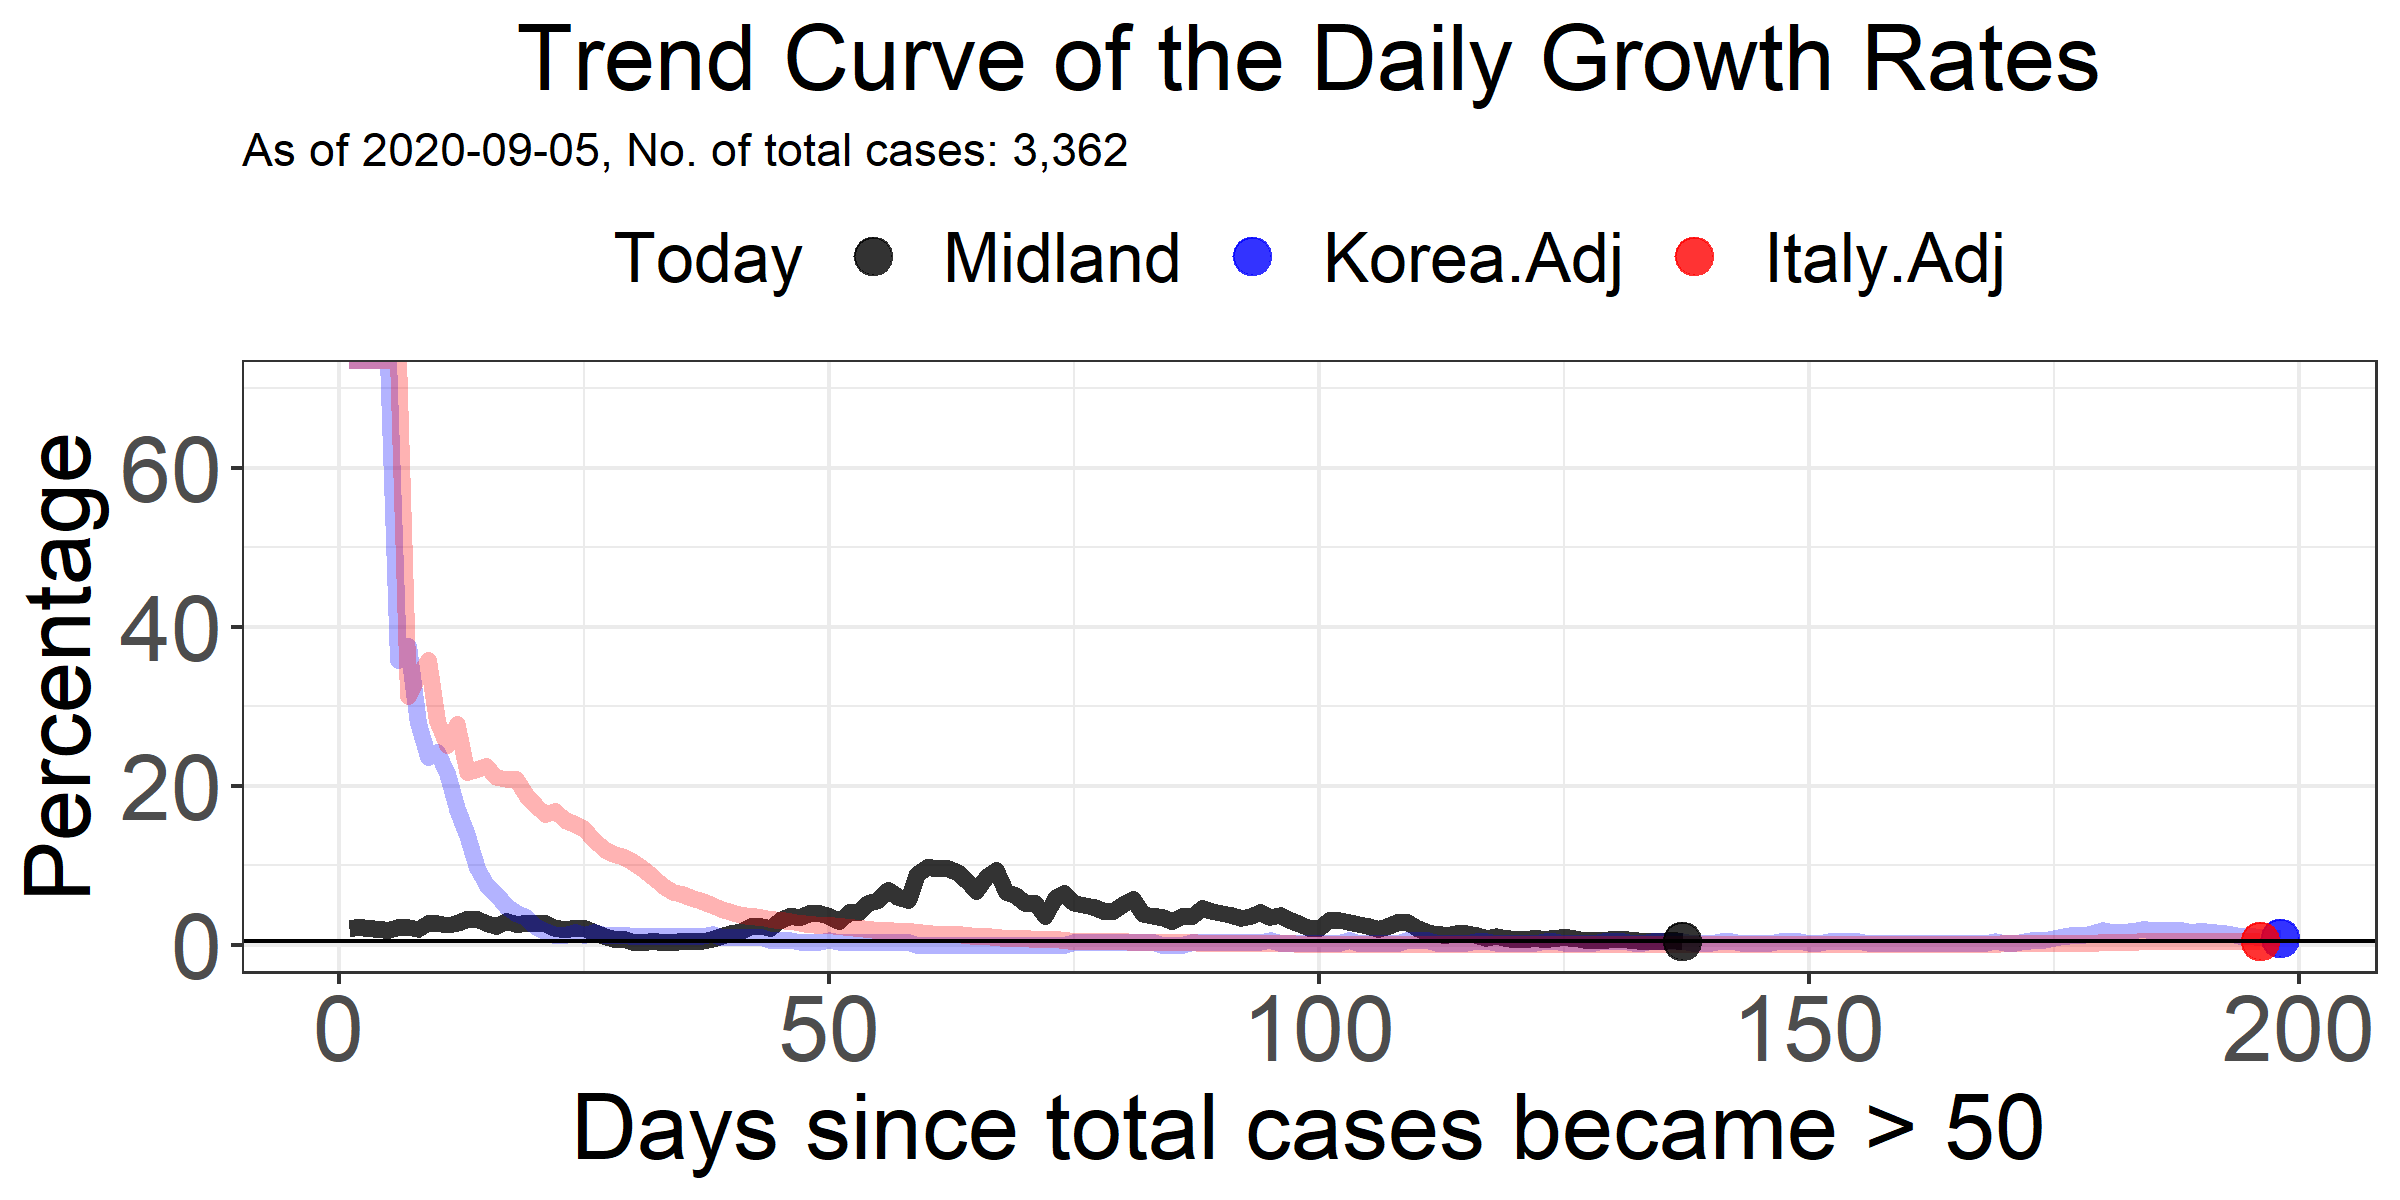 Trend Curve of the Daily Growth Rates
As of 2020-09-05, No. of total cases: 3,362
Today Midland Korea.Adj Italy.Adj
Percentage
60
40
20
0
0 50 100 150 200
Days since total cases became > 50